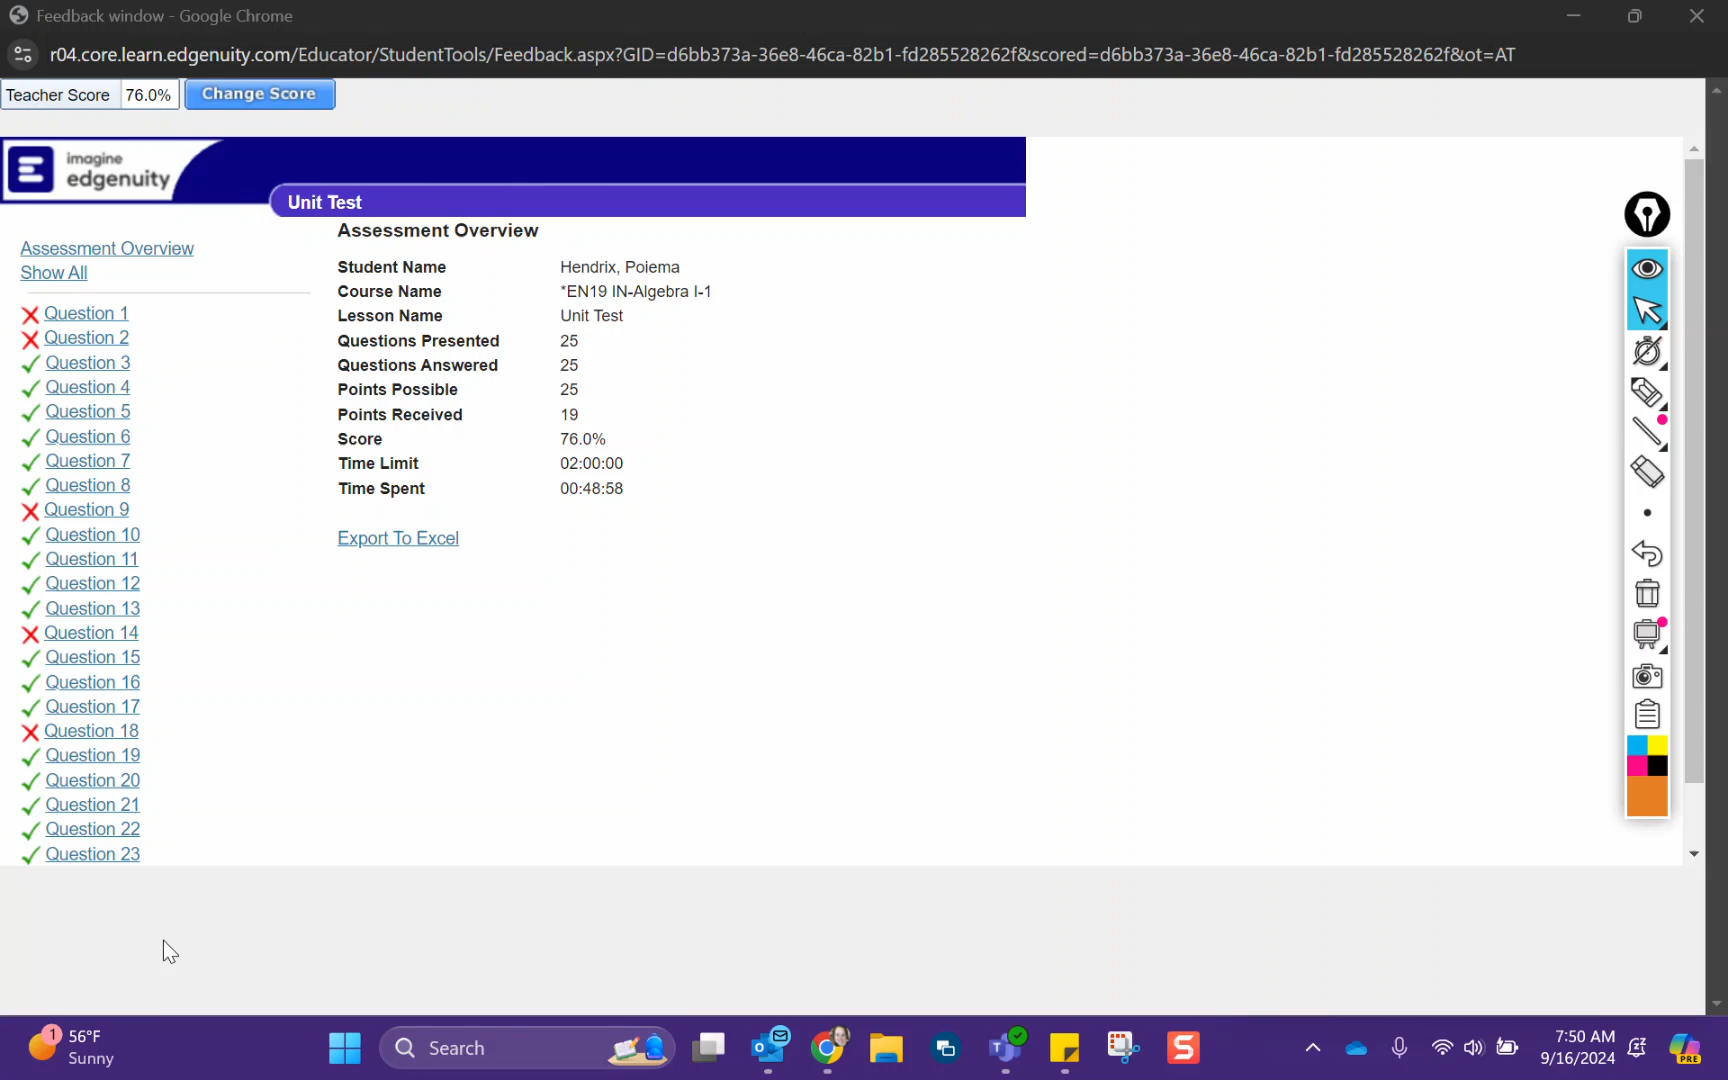 Feedback window - Google Chrome
r04.core.learn.edgenuity.com/Educator/StudentTools/Feedback.aspx?GID=d6bb373a-36e8-46ca-82b1-fd285528262f&scored=d6bb373a-36e8-46ca-82b1-fd285528262f&ot=AT
Teacher Score 76.0% Change Score
imagine
edgenuity
Unit Test
Assessment Overview
Show All
Question 1
Question 2
Question 3
Question 4
Question 5
Question 6
Question 7
Question 8
Question 9
Question 10
Question 11
Question 12
Question 13
Question 14
Question 15
Question 16
Question 17
Question 18
Question 19
Question 20
Question 21
Question 22
Question 23
Assessment Overview
Student Name Hendrix, Poiema
Course Name *EN19 IN-Algebra I-1
Lesson Name Unit Test
Questions Presented 25
Questions Answered 25
Points Possible 25
Points Received 19
Score 76.0%
Time Limit 02:00:00
Time Spent 00:48:58
Export To Excel
1
56°F
Sunny
Search
T
S
7:50 AM
9/16/2024
PRE